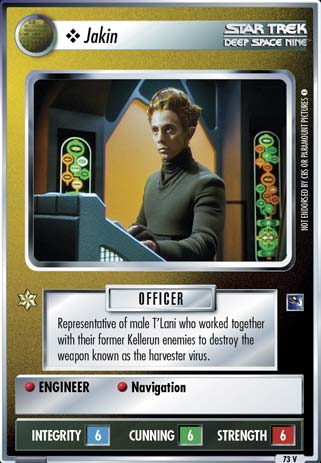 ❖ Jakin
STAR TREK
DEEP SPACE NINE
NOT ENDORSED BY CBS OR PARAMOUNT PICTURES
OFFICER
Representative of male T'Lani who worked together
with their former Kellerun enemies to destroy the
weapon known as the harvester virus.
ENGINEER
Navigation
INTEGRITY 6
CUNNING 6
STRENGTH 6
73 V